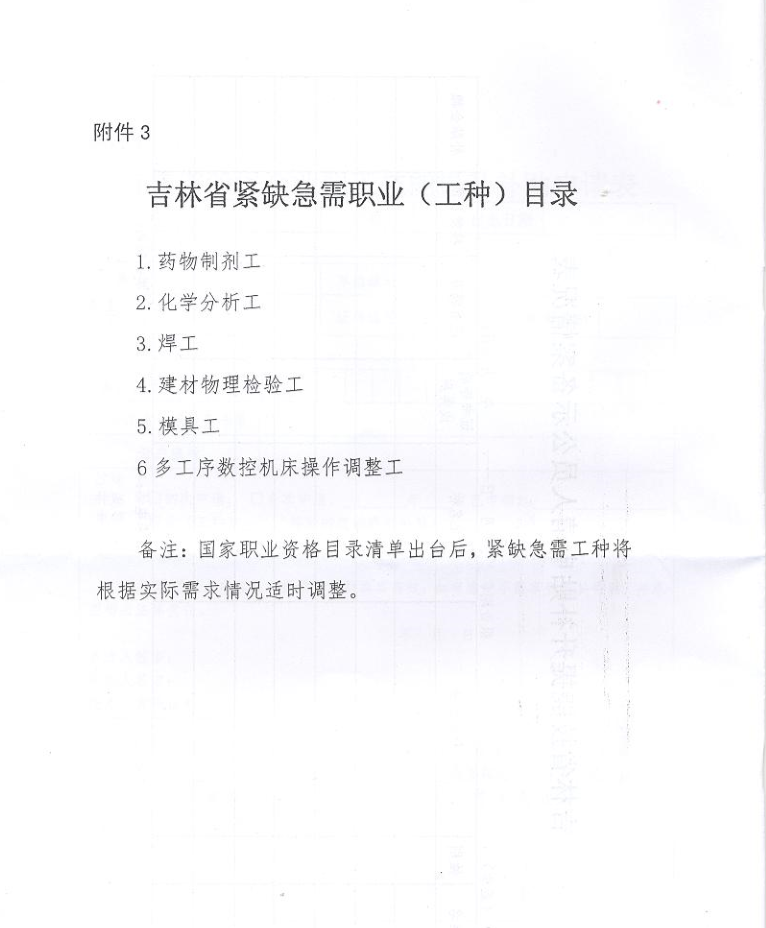 附件 3
吉林省紧缺急需职业（工种）目录
1.药物制剂工
2.化学分析工
3.焊工
4.建材物理检验工
5.模具工
6 多工序数控机床操作调整工
备注：国家职业资格目录清单出台后，紧缺急需工种将
根据实际需求情况适时调整。